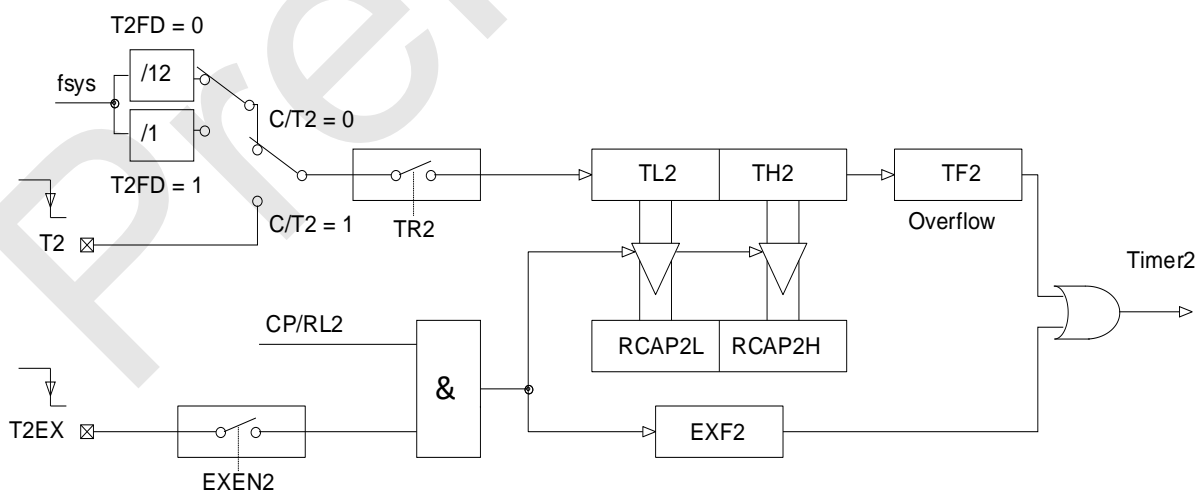 T2FD = 0
/12
fsys
C/T2 = 0
/1
T2FD = 1
TL2
TH2
TF2
C/T2 = 1
TR2
Overflow
T2
Timer2
CP/RL2
RCAP2L
RCAP2H
&
T2EX
EXF2
EXEN2
Pre